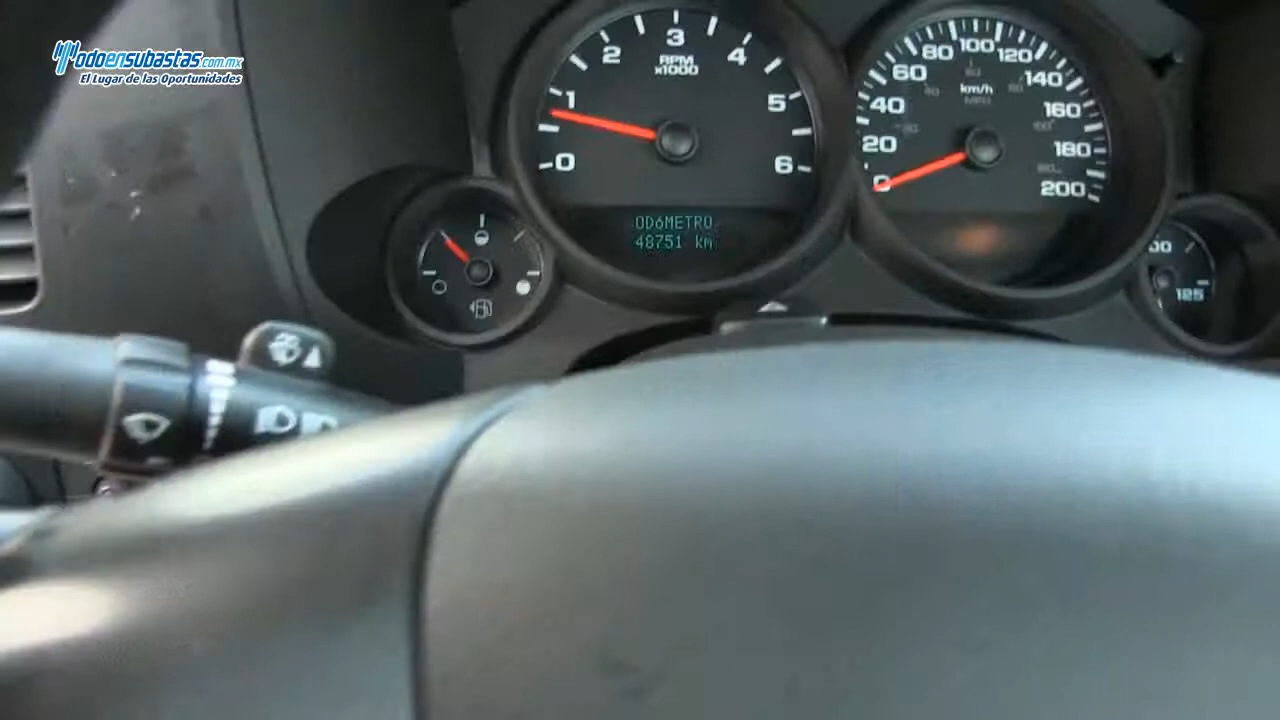 Todoensubastas.com.mx
El Lugar de las Oportunidades
0 1 2 3 4 5 6
RPM
x1000
ODÓMETRO
48751 km
0 20 40 60 80 100 120 140 160 180 200
km/h
MPH
125